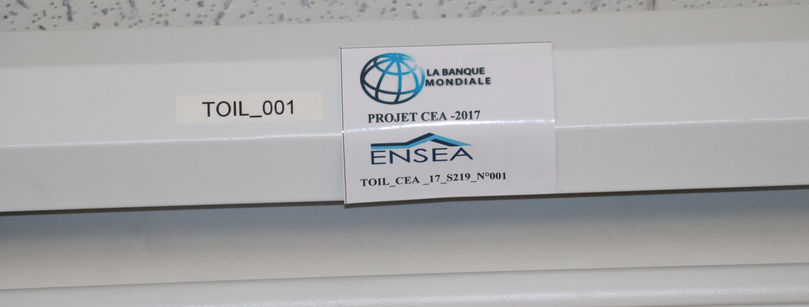 TOIL_001
LA BANQUE
MONDIALE
PROJET CEA -2017
ENSEA
TOIL_CEA _17_S219_N°001